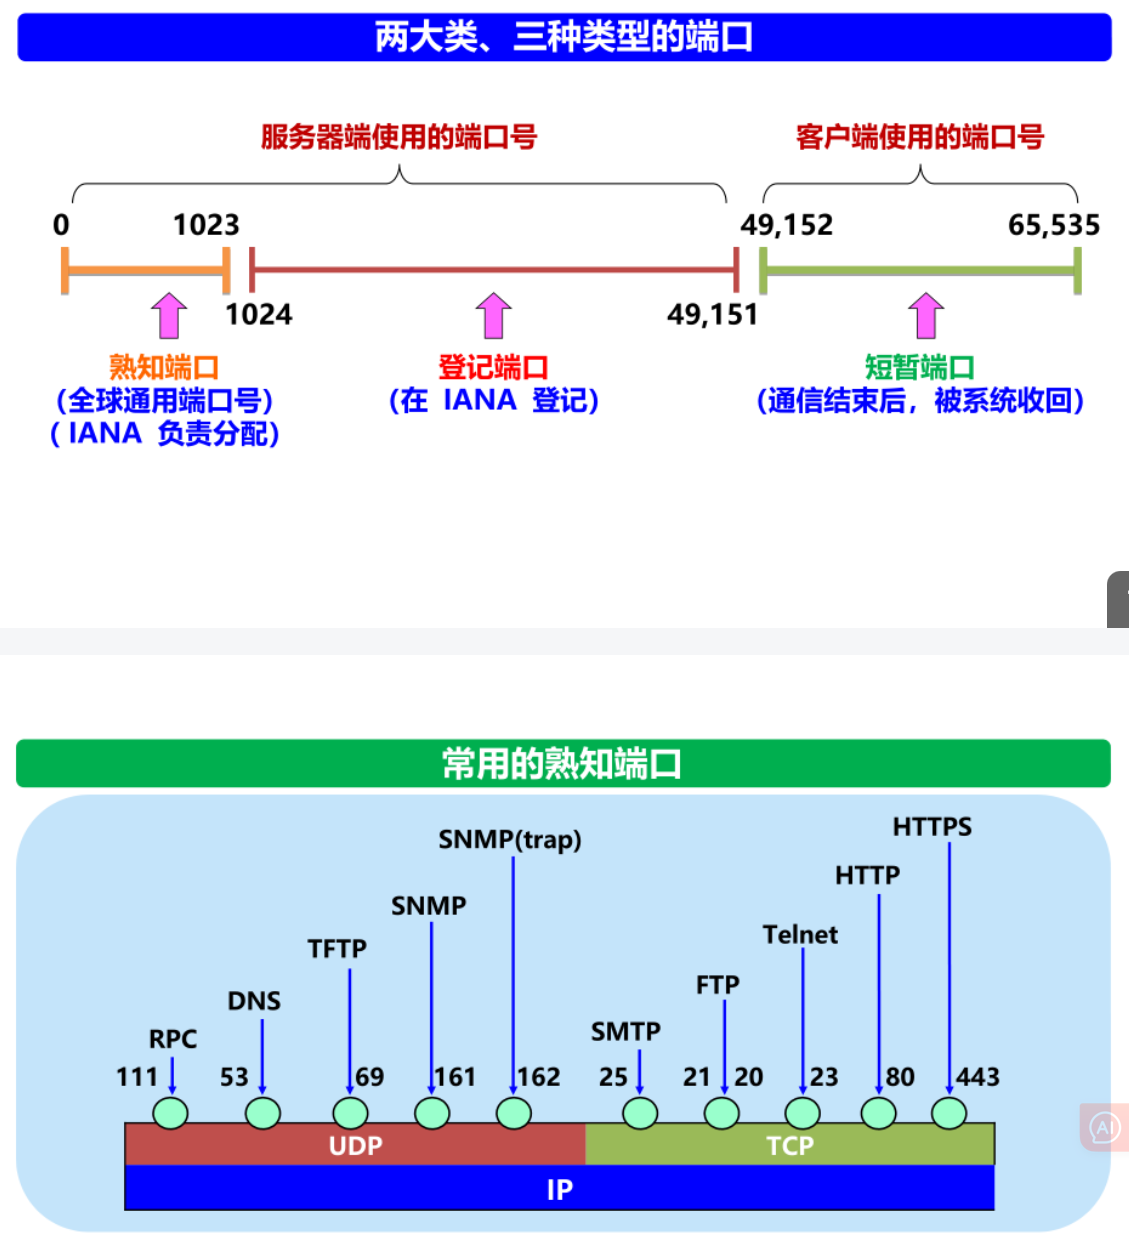 两大类、三种类型的端口
服务器端使用的端口号
客户端使用的端口号
0
1023
49,152
65,535
1024
49,151
熟知端口
(全球通用端口号)
( IANA 负责分配)
登记端口
(在 IANA 登记)
短暂端口
(通信结束后，被系统收回)
常用的熟知端口
SNMP(trap)
HTTPS
HTTP
SNMP
Telnet
TFTP
FTP
DNS
SMTP
RPC
111
53
69
161
162
25
21
20
23
80
443
UDP
TCP
IP
AI